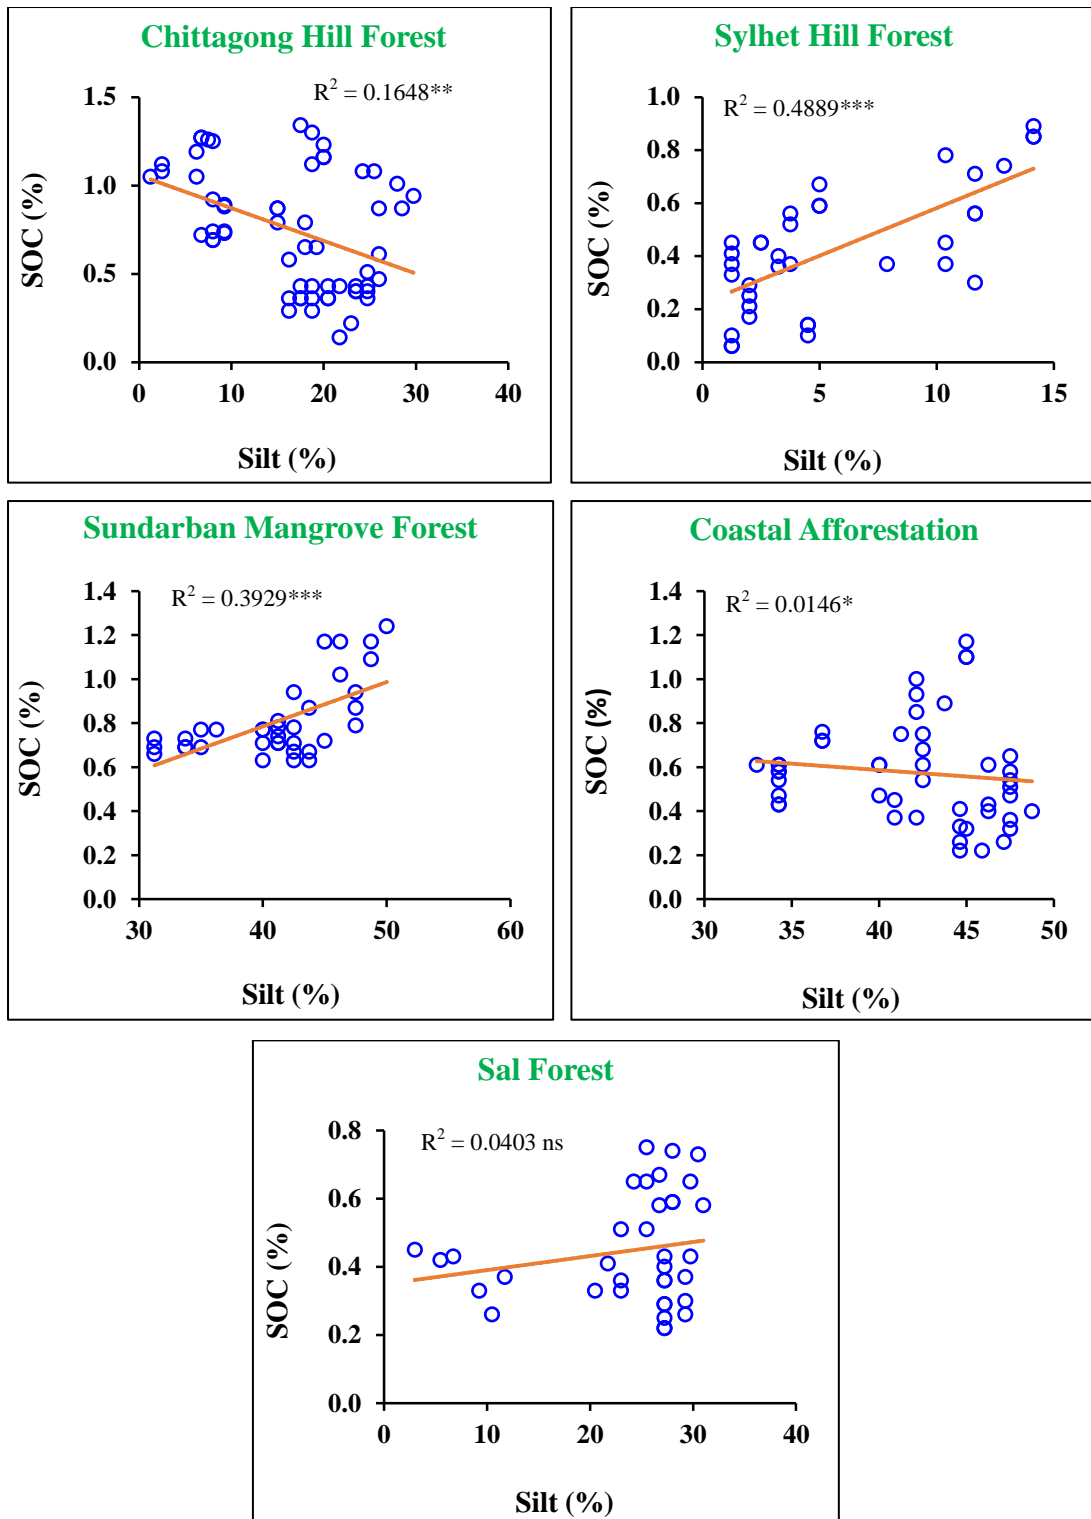 Chittagong Hill Forest
R² = 0.1648**
1.5
1.0
0.5
0.0
SOC (%)
0 10 20 30 40
Silt (%)
Sylhet Hill Forest
R² = 0.4889***
1.0
0.8
0.6
0.4
0.2
0.0
SOC (%)
0 5 10 15
Silt (%)
Sundarban Mangrove Forest
R² = 0.3929***
1.4
1.2
1.0
0.8
0.6
0.4
0.2
0.0
SOC (%)
30 40 50 60
Silt (%)
Coastal Afforestation
R² = 0.0146*
1.4
1.2
1.0
0.8
0.6
0.4
0.2
0.0
SOC (%)
30 35 40 45 50
Silt (%)
Sal Forest
R² = 0.0403 ns
0.8
0.6
0.4
0.2
0.0
SOC (%)
0 10 20 30 40
Silt (%)